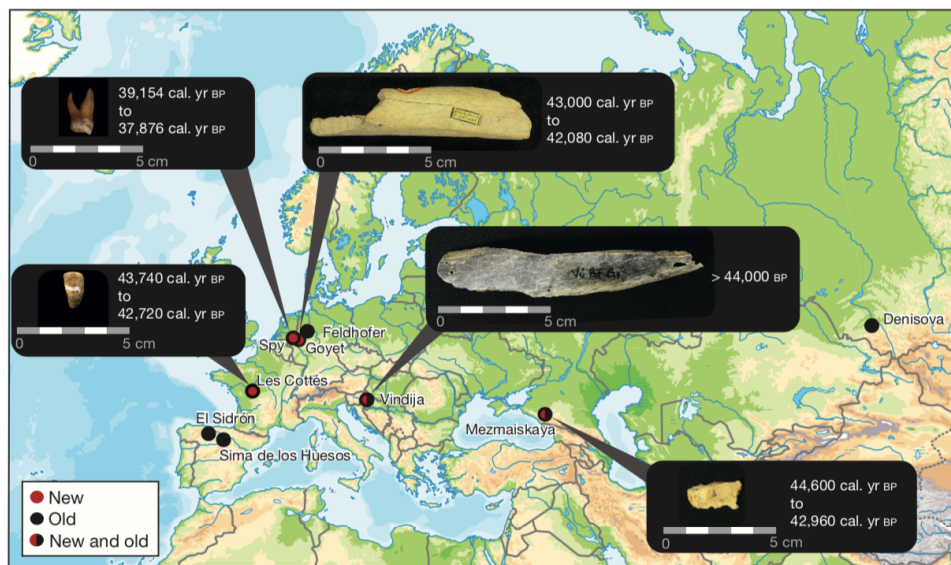 39,154 cal. yr BP
to
37,876 cal. yr BP
0 5 cm
43,000 cal. yr BP
to
42,080 cal. yr BP
0 5 cm
43,740 cal. yr BP
to
42,720 cal. yr BP
0 5 cm
Vi 87 G1
> 44,000 BP
0 5 cm
Denisova
Feldhofer
Spy
Goyet
Les Cottés
Vindija
El Sidrón
Mezmaiskaya
Sima de los Huesos
44,600 cal. yr BP
to
42,960 cal. yr BP
0 5 cm
New
Old
New and old